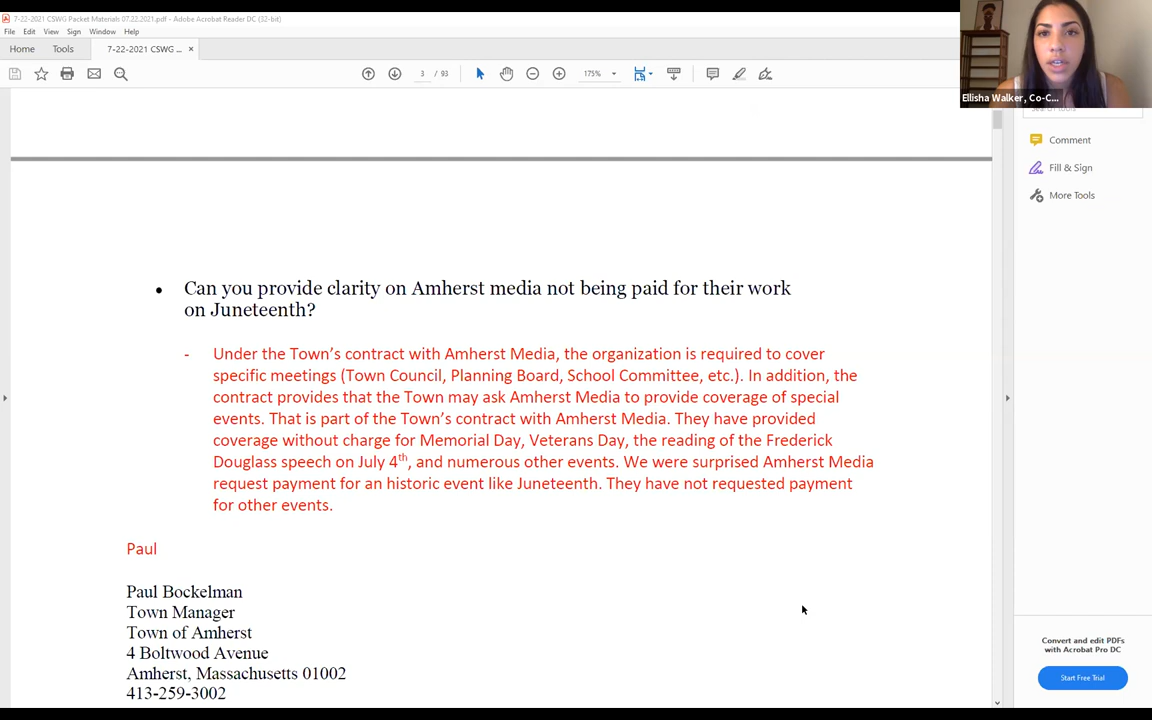 7-22-2021 CSWG Packet Materials 07.22.2021.pdf - Adobe Acrobat Reader DC (32-bit)
File Edit View Sign Window Help
Home Tools 7-22-2021 CSWG ... ×
3 / 93 175%
Ellisha Walker, Co-C...
Comment
Fill & Sign
More Tools
• Can you provide clarity on Amherst media not being paid for their work
on Juneteenth?
- Under the Town's contract with Amherst Media, the organization is required to cover
specific meetings (Town Council, Planning Board, School Committee, etc.). In addition, the
contract provides that the Town may ask Amherst Media to provide coverage of special
events. That is part of the Town's contract with Amherst Media. They have provided
coverage without charge for Memorial Day, Veterans Day, the reading of the Frederick
Douglass speech on July 4th, and numerous other events. We were surprised Amherst Media
request payment for an historic event like Juneteenth. They have not requested payment
for other events.
Paul
Paul Bockelman
Town Manager
Town of Amherst
4 Boltwood Avenue
Amherst, Massachusetts 01002
413-259-3002
Convert and edit PDFs
with Acrobat Pro DC
Start Free Trial